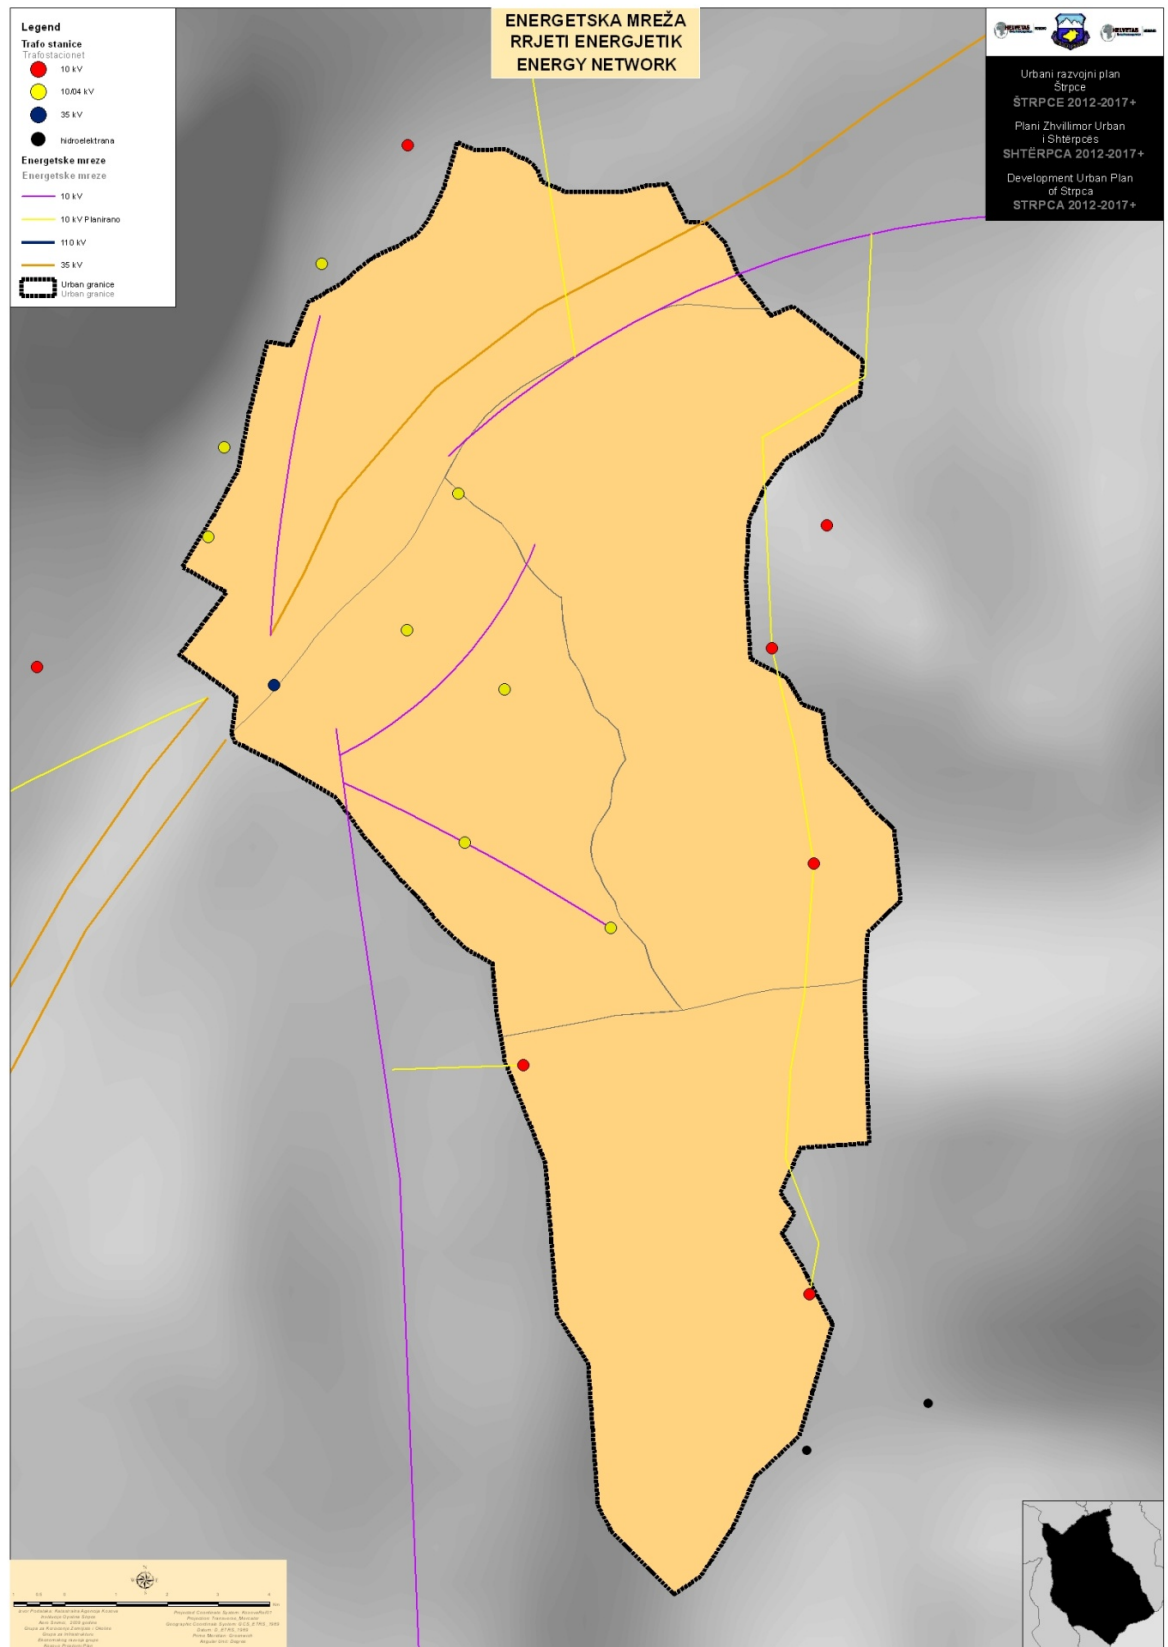 ENERGETSKA MREŽA
RRJETI ENERGJETIK
ENERGY NETWORK
Legend
Trafo stanice
Trafostacionet
10 kV
10/04 kV
35 kV
hidroelektrana
Energetske mreze
Energetske mreze
10 kV
10 kV Planirano
110 kV
35 kV
Urban granice
Urban granice
HELVETAS
HELVETAS
Urbani razvojni plan
Štrpce
ŠTRPCE 2012-2017+
Plani Zhvillimor Urban
i Shtërpcës
SHTËRPCA 2012-2017+
Development Urban Plan
of Strpca
STRPCA 2012-2017+